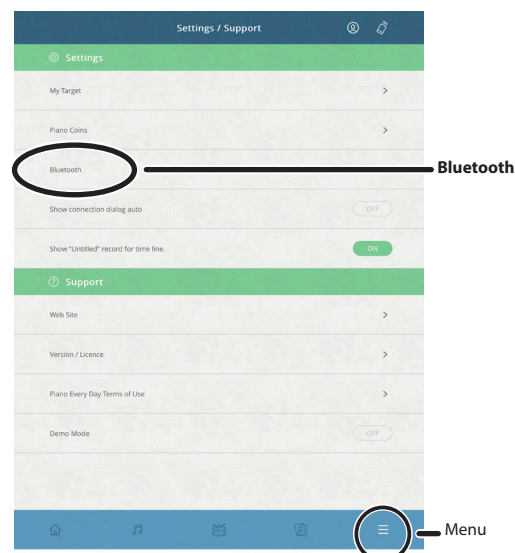 Settings / Support
Settings
My Target
Piano Coins
Bluetooth
Bluetooth
Show connection dialog auto
OFF
Show "Untitled" record for time line.
ON
Support
Web Site
Version / Licence
Piano Every Day Terms of Use
Demo Mode
OFF
Menu